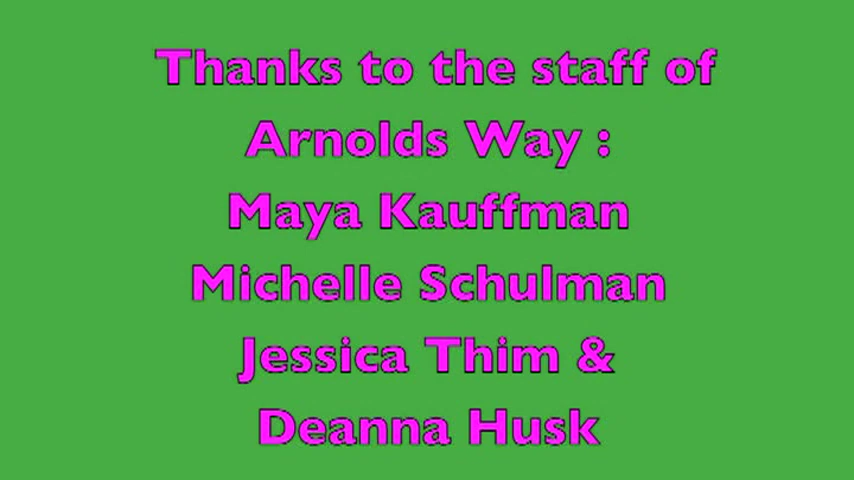 Thanks to the staff of
Arnolds Way :
Maya Kauffman
Michelle Schulman
Jessica Thim &
Deanna Husk